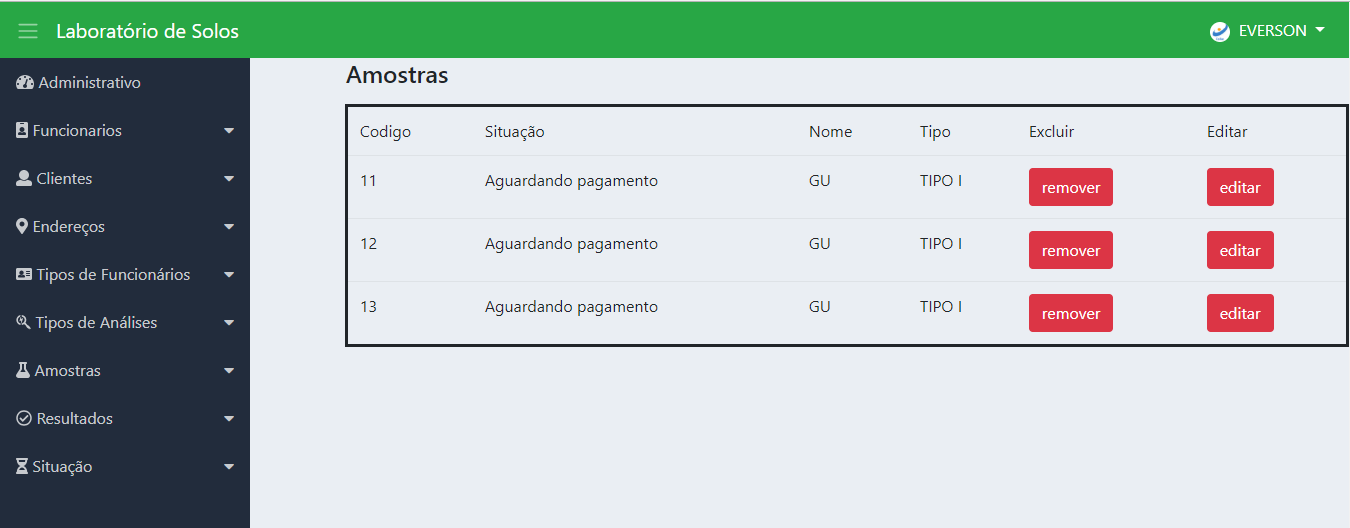 Laboratório de Solos
EVERSON
Administrativo
Funcionarios
Clientes
Endereços
Tipos de Funcionários
Tipos de Análises
Amostras
Resultados
Situação
Amostras
Codigo Situação Nome Tipo Excluir Editar
11 Aguardando pagamento GU TIPO I remover editar
12 Aguardando pagamento GU TIPO I remover editar
13 Aguardando pagamento GU TIPO I remover editar